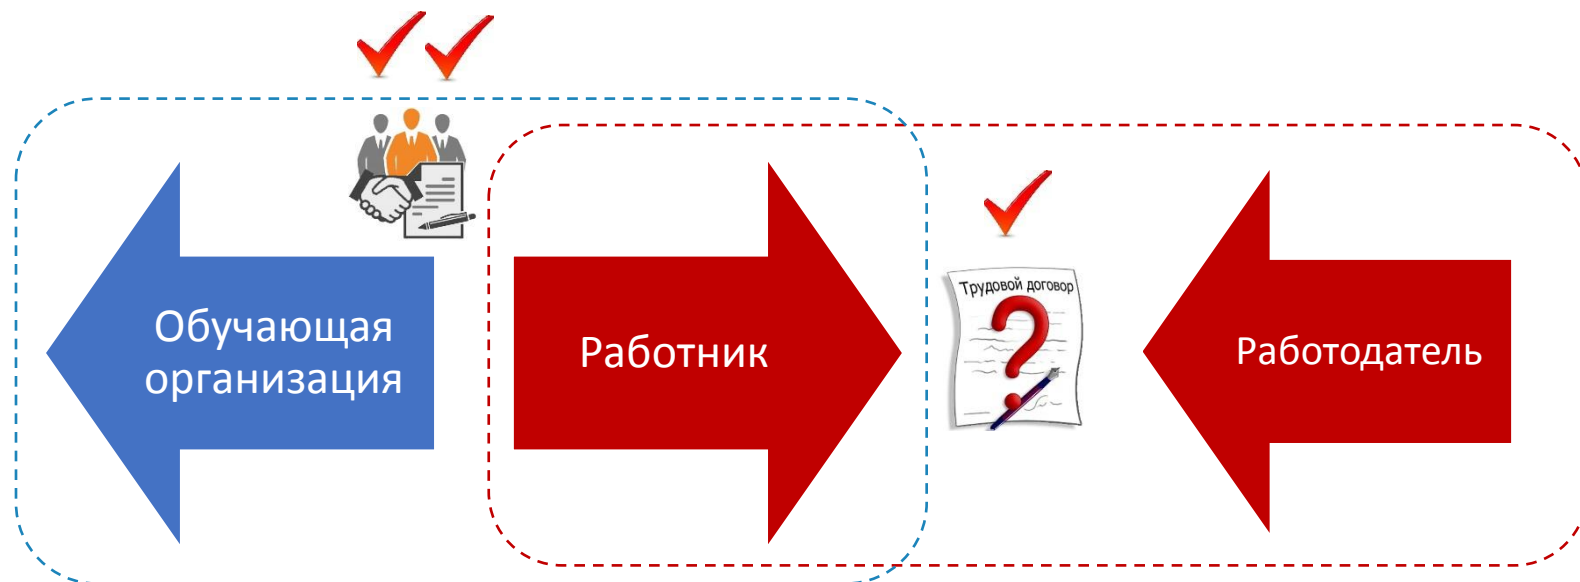 Трудовой договор
Обучающая
организация
Работник
Работодатель